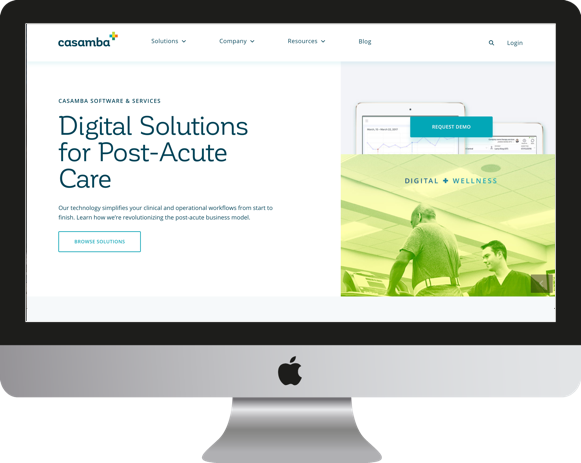 casamba
Solutions
Company
Resources
Blog
Login
CASAMBA SOFTWARE & SERVICES
Digital Solutions
for Post-Acute
Care
Our technology simplifies your clinical and operational workflows from start to
finish. Learn how we're revolutionizing the post-acute business model.
BROWSE SOLUTIONS
REQUEST DEMO
DIGITAL + WELLNESS